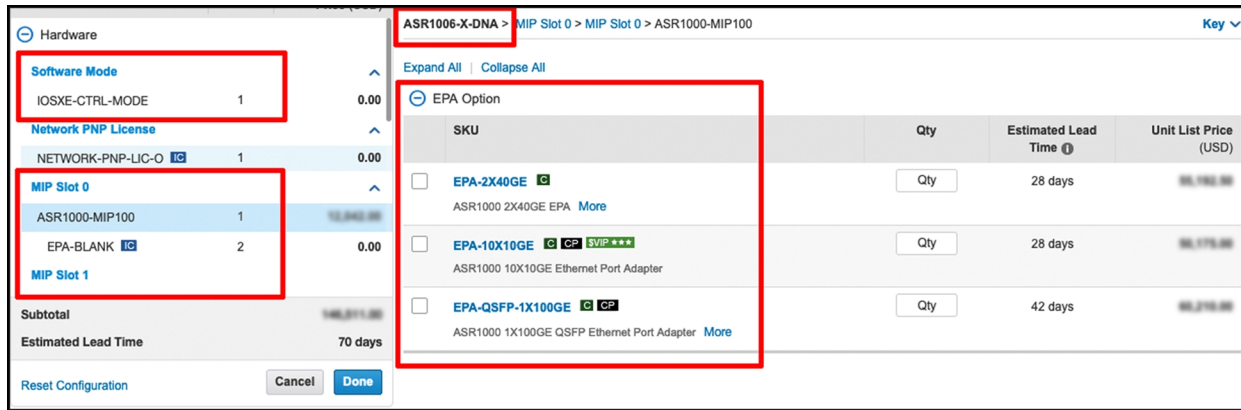 Hardware
Software Mode
IOSXE-CTRL-MODE 1 0.00
Network PNP License
NETWORK-PNP-LIC-O IC 1 0.00
MIP Slot 0
ASR1000-MIP100 1
EPA-BLANK IC 2 0.00
MIP Slot 1
Subtotal
Estimated Lead Time 70 days
Reset Configuration Cancel Done
ASR1006-X-DNA > MIP Slot 0 > MIP Slot 0 > ASR1000-MIP100 Key
Expand All | Collapse All
EPA Option
SKU Qty Estimated Lead Unit List Price
Time (USD)
EPA-2X40GE C Qty 28 days
ASR1000 2X40GE EPA More
EPA-10X10GE C CP $VIP ★★★ Qty 28 days
ASR1000 10X10GE Ethernet Port Adapter
EPA-QSFP-1X100GE C CP Qty 42 days
ASR1000 1X100GE QSFP Ethernet Port Adapter More